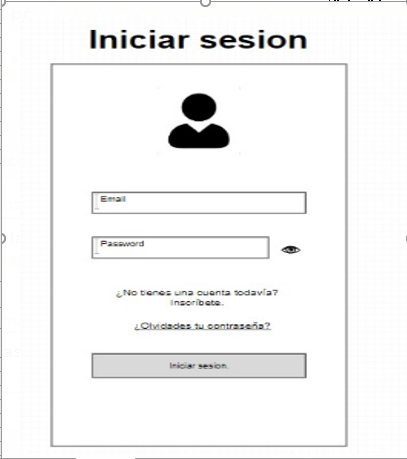 Iniciar sesion
Email
Password
¿No tienes una cuenta todavía?
Inscríbete.
¿Olvidades tu contraseña?
Iniciar sesion.